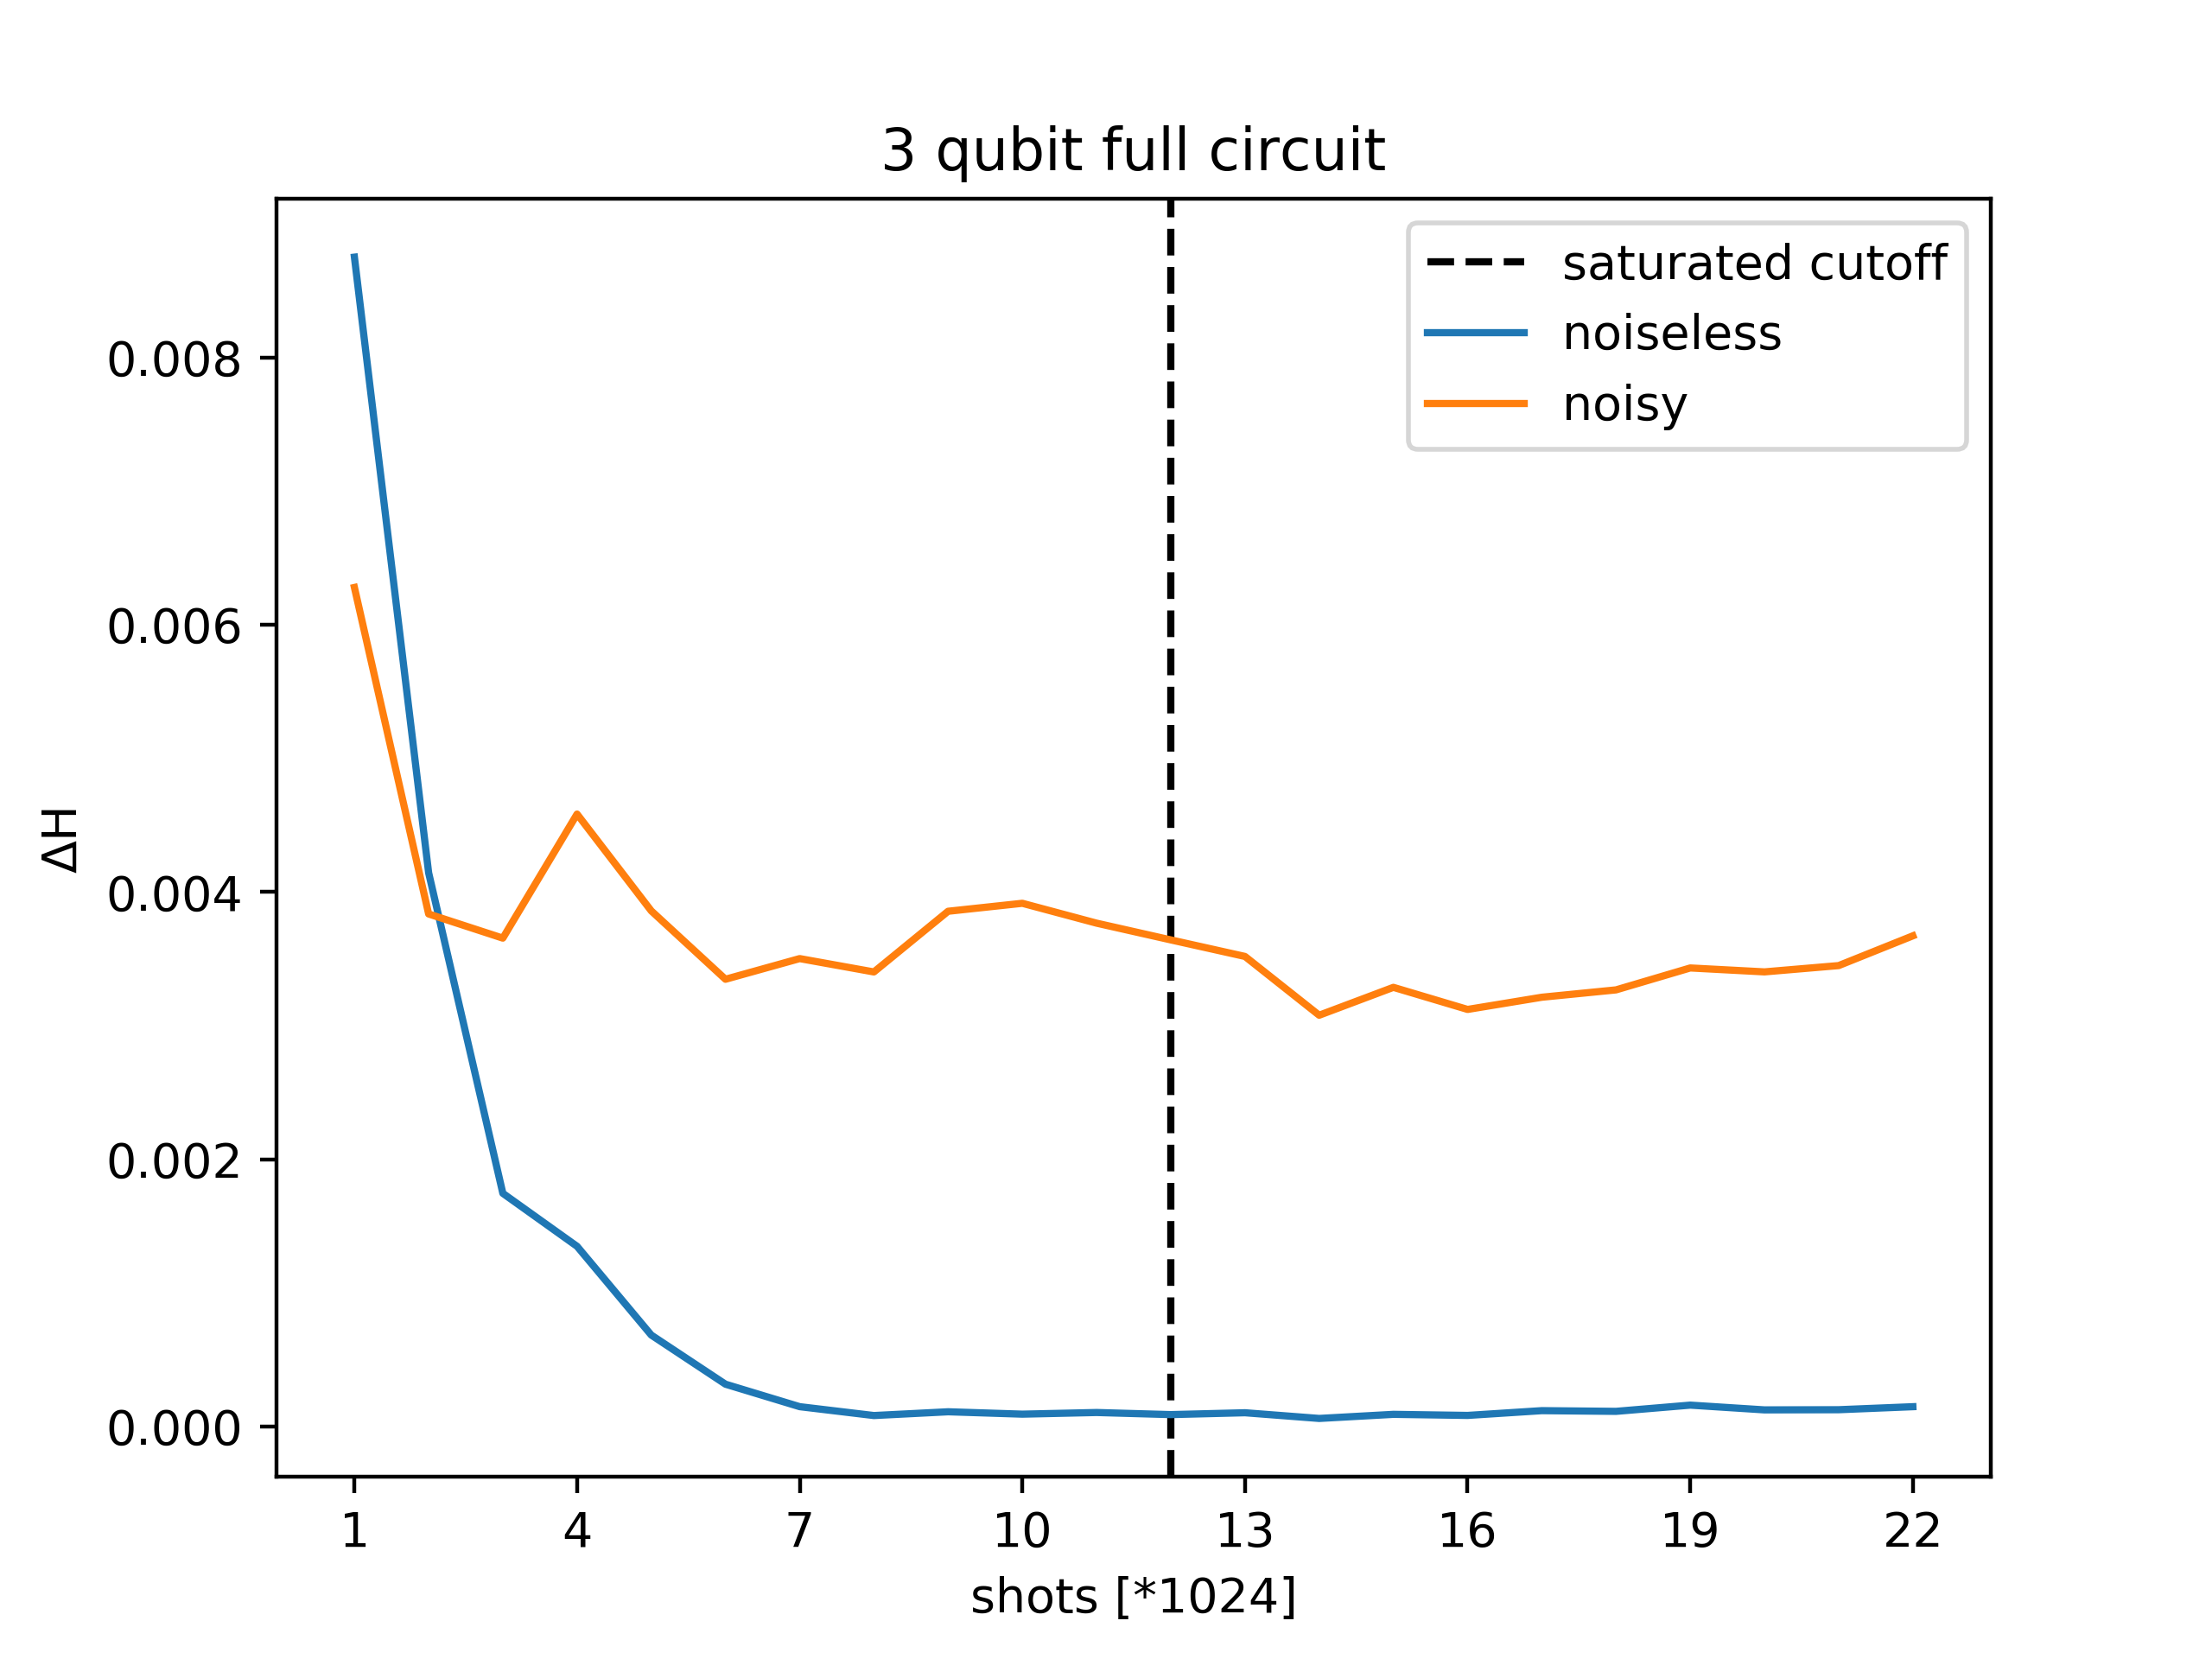 3 qubit full circuit
saturated cutoff
noiseless
noisy
0.008
0.006
0.004
0.002
0.000
ΔH
1 4 7 10 13 16 19 22
shots [*1024]